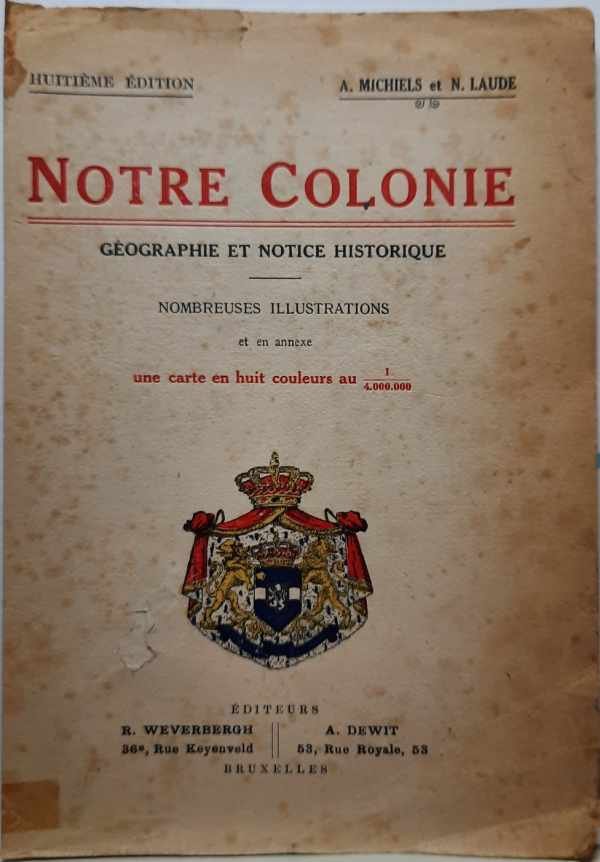 HUITIÈME ÉDITION
A. MICHIELS et N. LAUDE
NOTRE COLONIE
GÉOGRAPHIE ET NOTICE HISTORIQUE
NOMBREUSES ILLUSTRATIONS
et en annexe
une carte en huit couleurs au 1/4.000.000
ÉDITEURS
R. WEVERBERGH
36ª, Rue Keyenveld
A. DEWIT
53, Rue Royale, 53
BRUXELLES